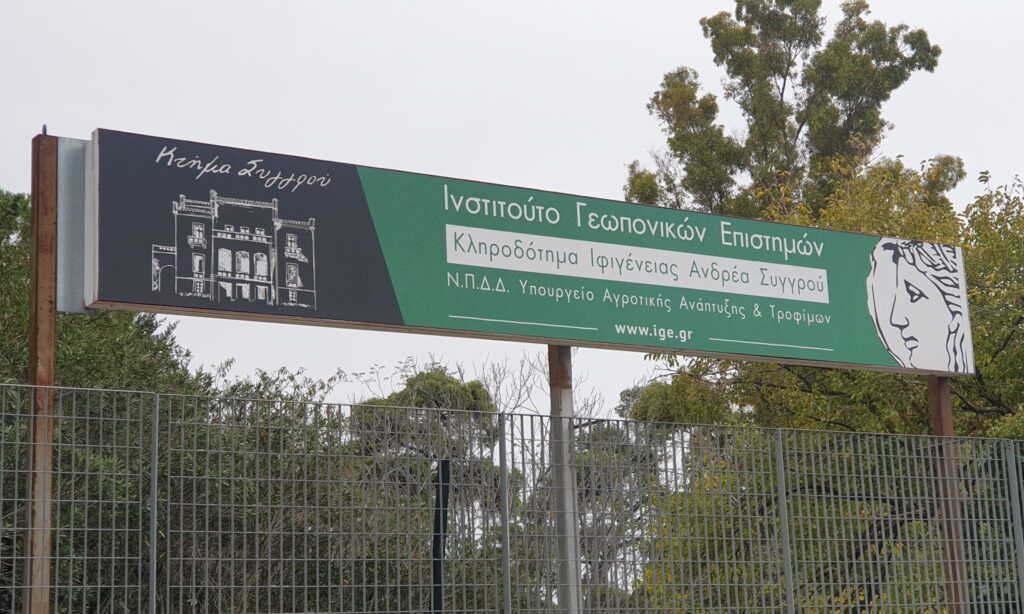 Κτήμα Συγγρού
Ινστιτούτο Γεωπονικών Επιστημών
Κληροδότημα Ιφιγένειας Ανδρέα Συγγρού
Ν.Π.Δ.Δ. Υπουργείο Αγροτικής Ανάπτυξης & Τροφίμων
www.ige.gr